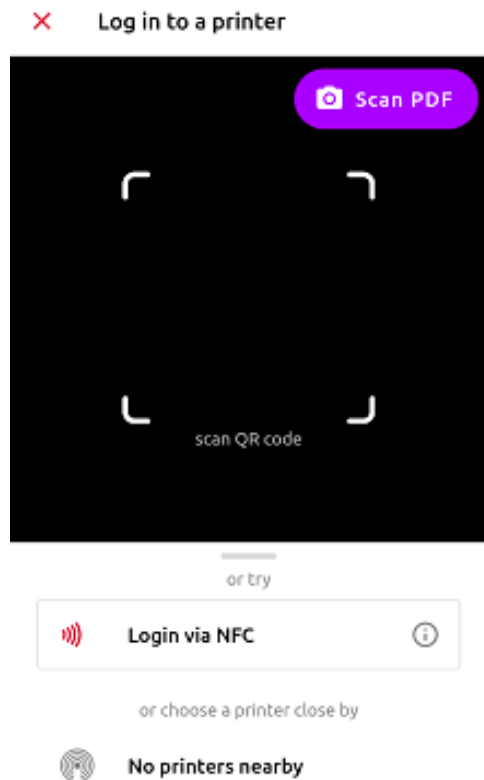 Log in to a printer
Scan PDF
scan QR code
or try
Login via NFC
or choose a printer close by
No printers nearby